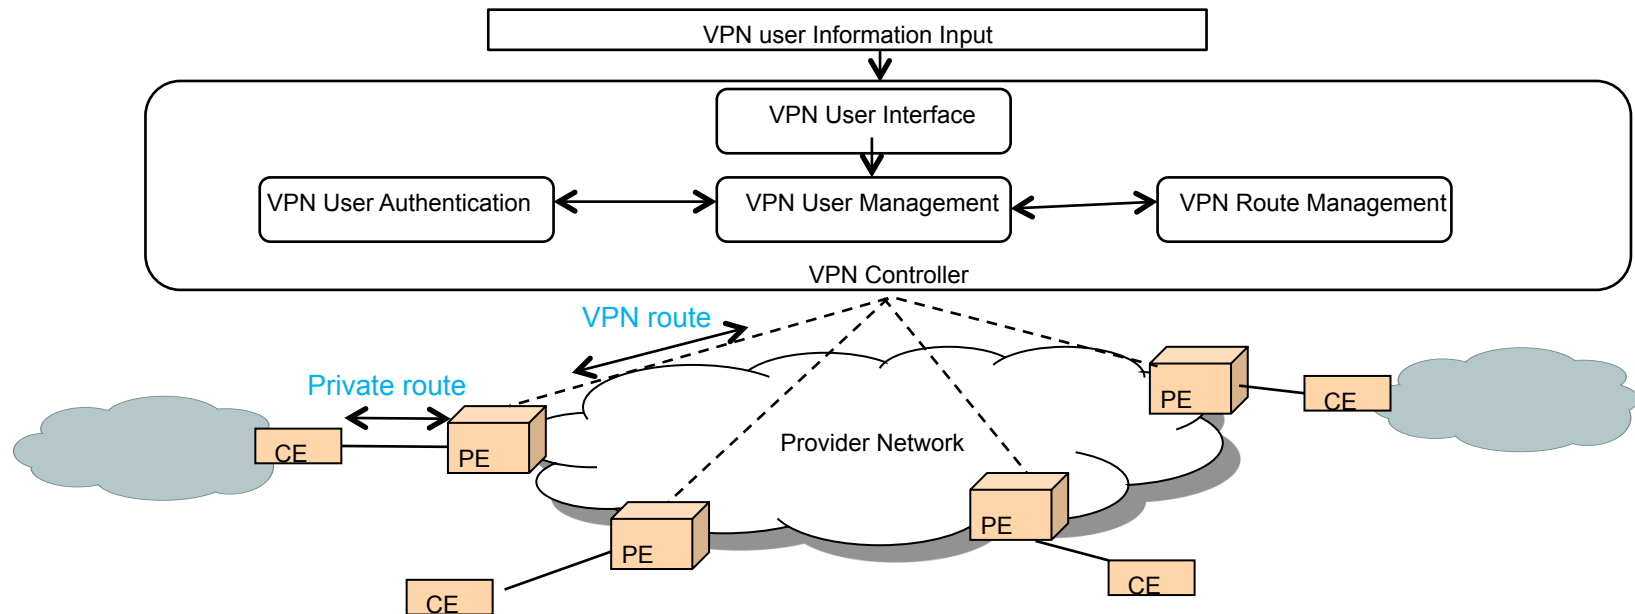 VPN user Information Input
VPN User Interface
VPN User Authentication
VPN User Management
VPN Route Management
VPN Controller
VPN route
Private route
CE
PE
Provider Network
PE
CE
PE
CE
PE
CE